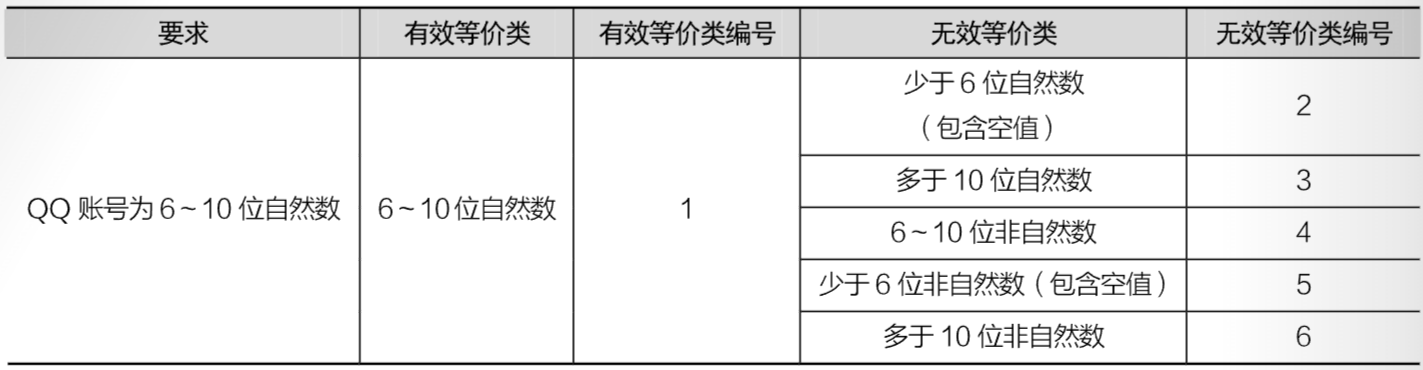 要求 有效等价类 有效等价类编号 无效等价类 无效等价类编号
少于 6 位自然数
（包含空值） 2
多于 10 位自然数 3
QQ 账号为 6~10 位自然数 6~10 位自然数 1
6~10 位非自然数 4
少于 6 位非自然数（包含空值） 5
多于 10 位非自然数 6